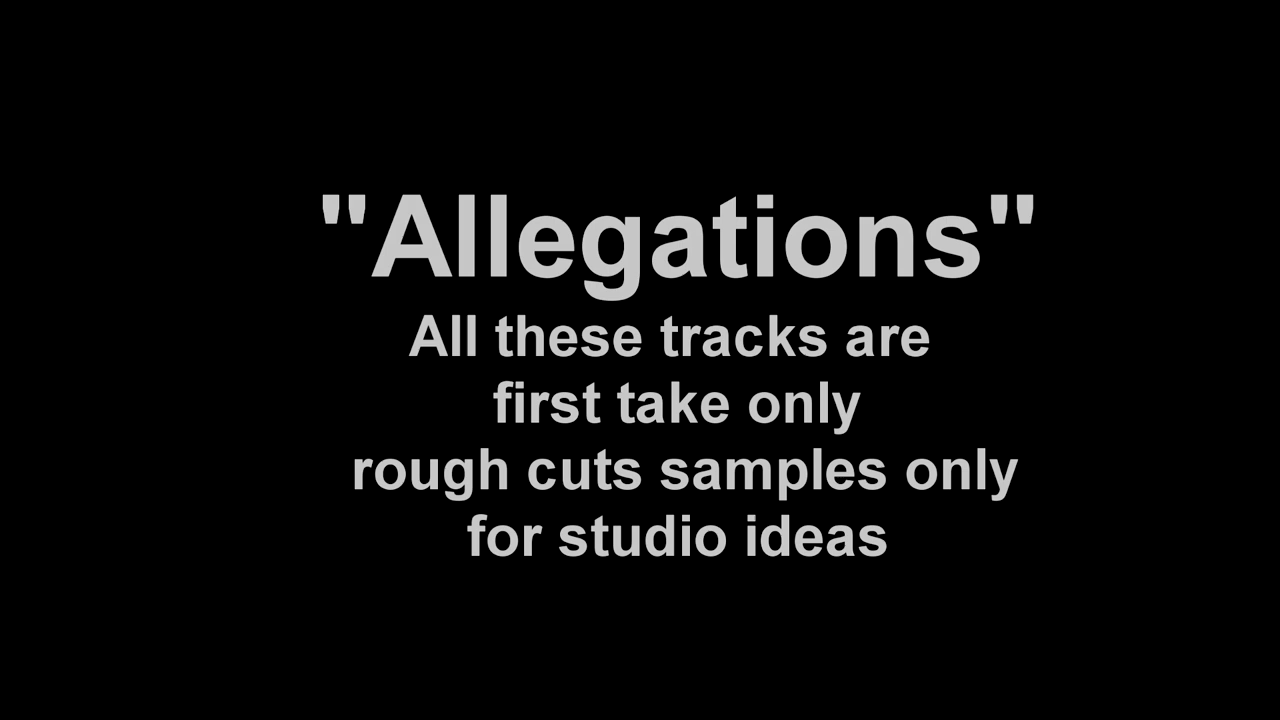 "Allegations"
All these tracks are
first take only
rough cuts samples only
for studio ideas